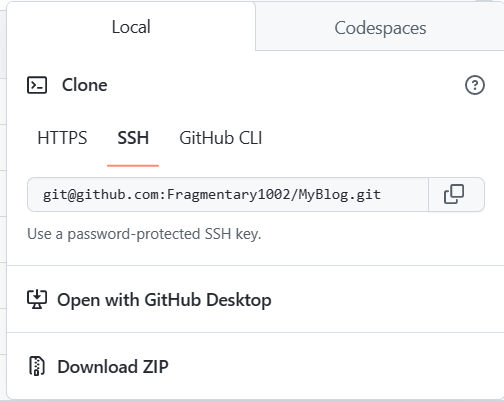 Local
Codespaces
Clone
HTTPS
SSH
GitHub CLI
git@github.com:Fragmentary1002/MyBlog.git
Use a password-protected SSH key.
Open with GitHub Desktop
Download ZIP